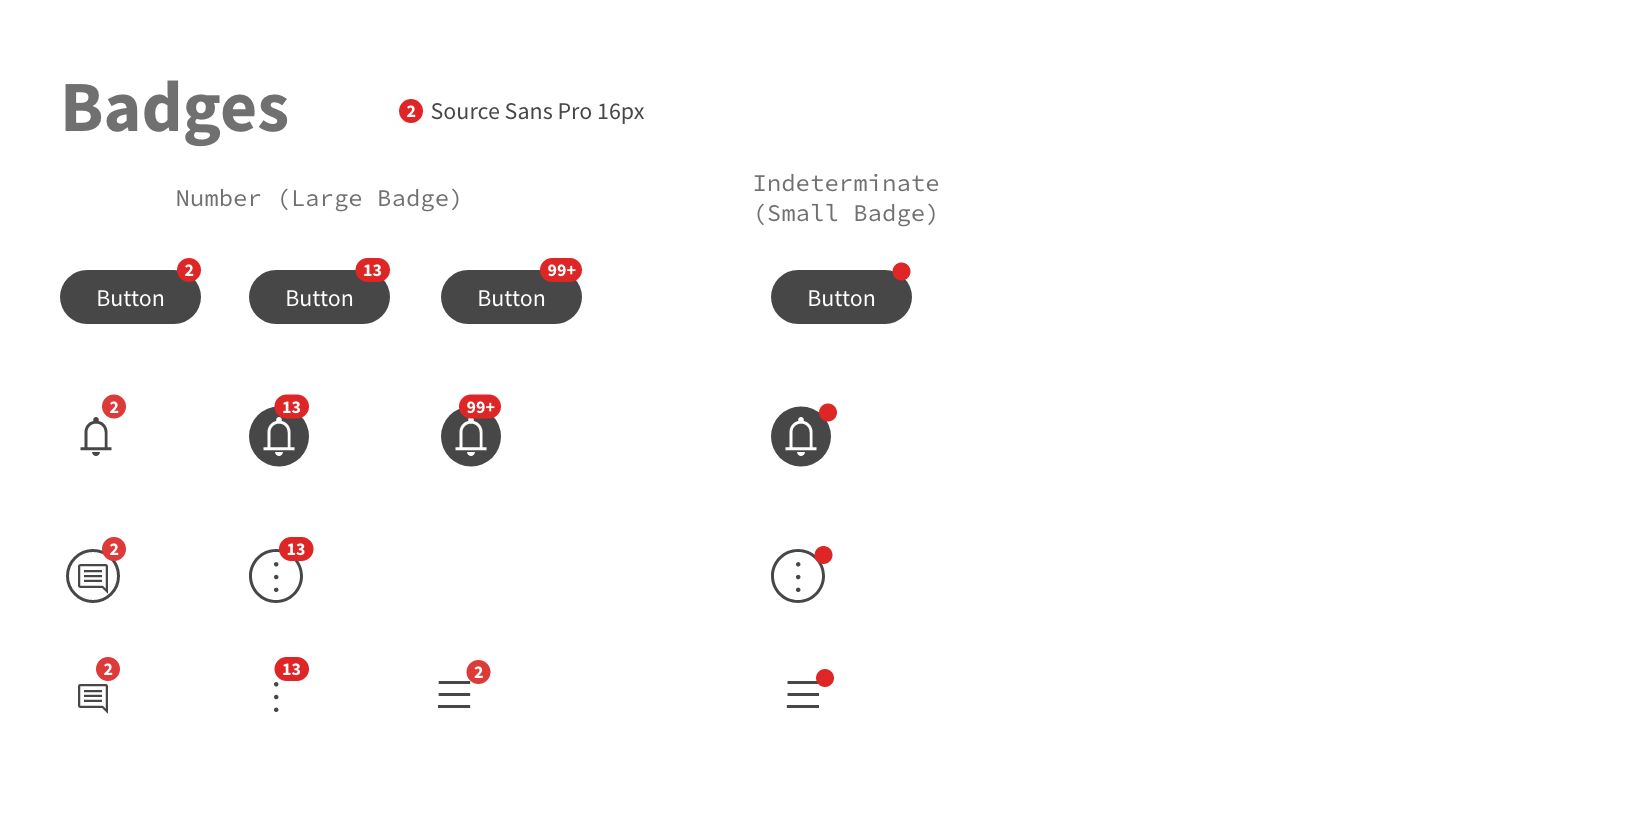 Badges
2 Source Sans Pro 16px
Number (Large Badge)
Indeterminate
(Small Badge)
2
13
99+
Button
Button
Button
Button
2
13
99+
2
13
2
13
2